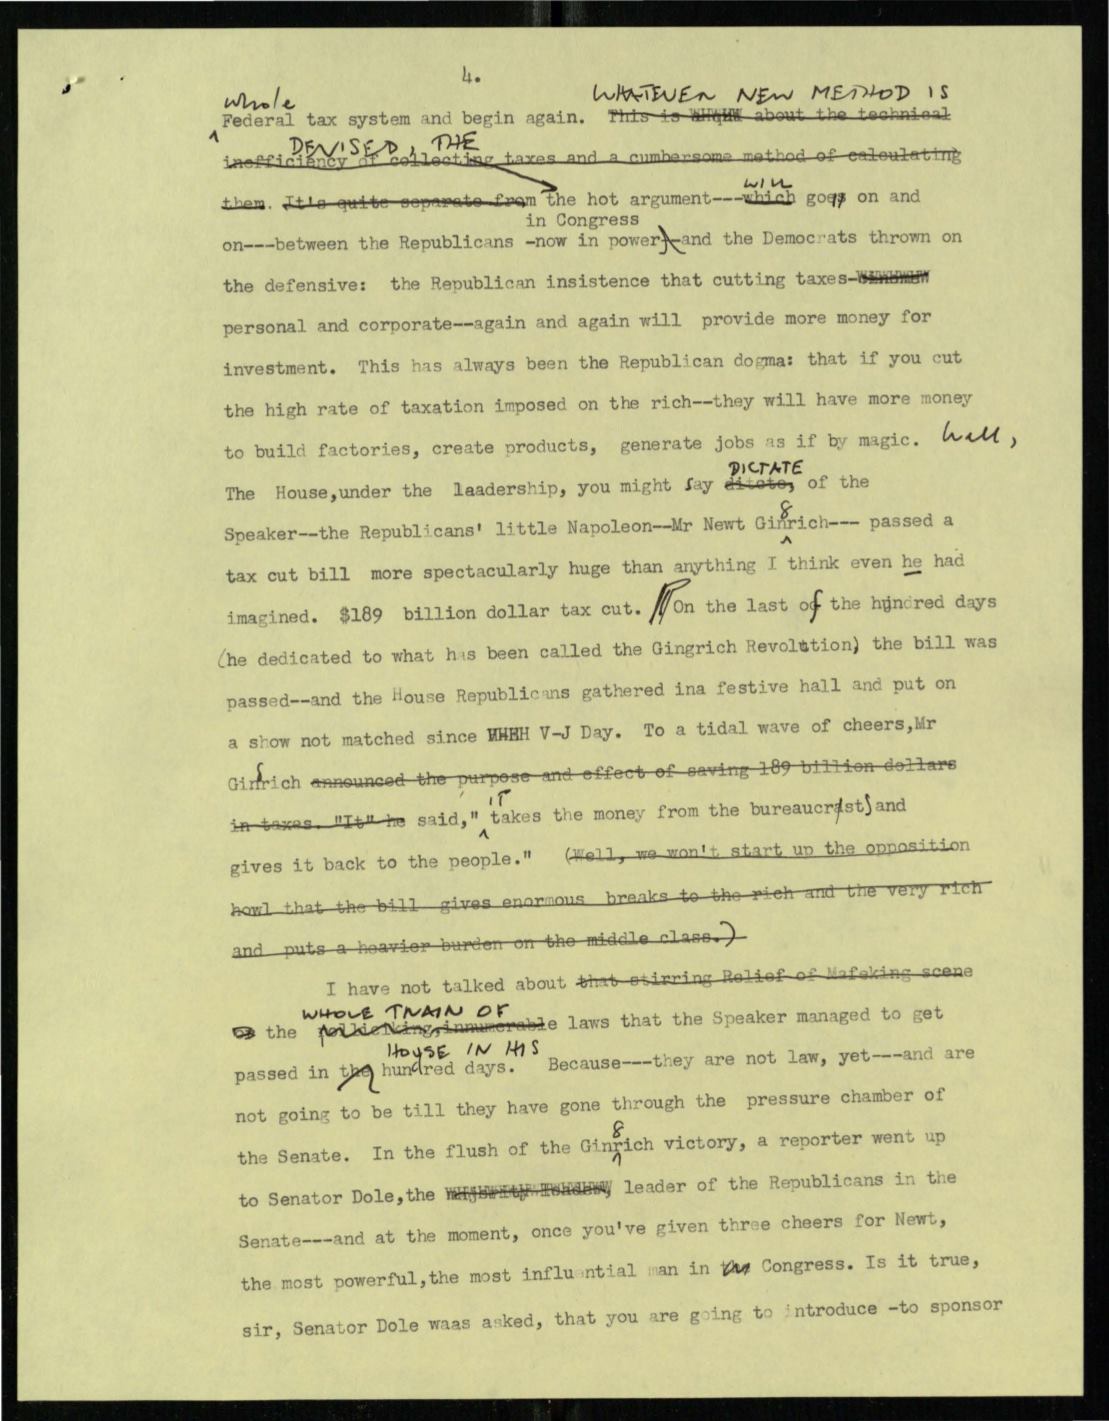 4.
whole WHATEVER NEW METHOD IS
Federal tax system and begin again. This is about the technical
DEVISED, THE
inefficiency of collecting taxes and a cumbersome method of calculating
WILL
them. It's quite separate from the hot argument---which goes on and
in Congress
on---between the Republicans -now in power)-and the Democrats thrown on
the defensive: the Republican insistence that cutting taxes-
personal and corporate--again and again will provide more money for
investment. This has always been the Republican dogma: that if you cut
the high rate of taxation imposed on the rich--they will have more money
to build factories, create products, generate jobs as if by magic. Well,
DICTATE
The House,under the laadership, you might say ditete, of the
g
Speaker--the Republicans' little Napoleon--Mr Newt Ginrich--- passed a
tax cut bill more spectacularly huge than anything I think even he had
imagined. $189 billion dollar tax cut. On the last of the hundred days
(he dedicated to what has been called the Gingrich Revolution) the bill was
passed--and the House Republicans gathered ina festive hall and put on
a show not matched since V-J Day. To a tidal wave of cheers,Mr
g
Ginrich announced the purpose and effect of saving 189 billion dollars
IT
in taxes. "It" he said," takes the money from the bureaucrats) and
gives it back to the people." (Well, we won't start up the opposition
howl that the bill gives enormous breaks to the rich and the very rich
and puts a heavier burden on the middle class.)
I have not talked about that stirring Relief of Mafeking scene
WHOLE TRAIN OF
the rollicking,innumerable laws that the Speaker managed to get
HOUSE IN HIS
passed in the hundred days. Because---they are not law, yet---and are
not going to be till they have gone through the pressure chamber of
g
the Senate. In the flush of the Ginrich victory, a reporter went up
to Senator Dole,the majority leader, leader of the Republicans in the
Senate---and at the moment, once you've given three cheers for Newt,
the most powerful,the most influential man in the Congress. Is it true,
sir, Senator Dole waas asked, that you are going to introduce -to sponsor